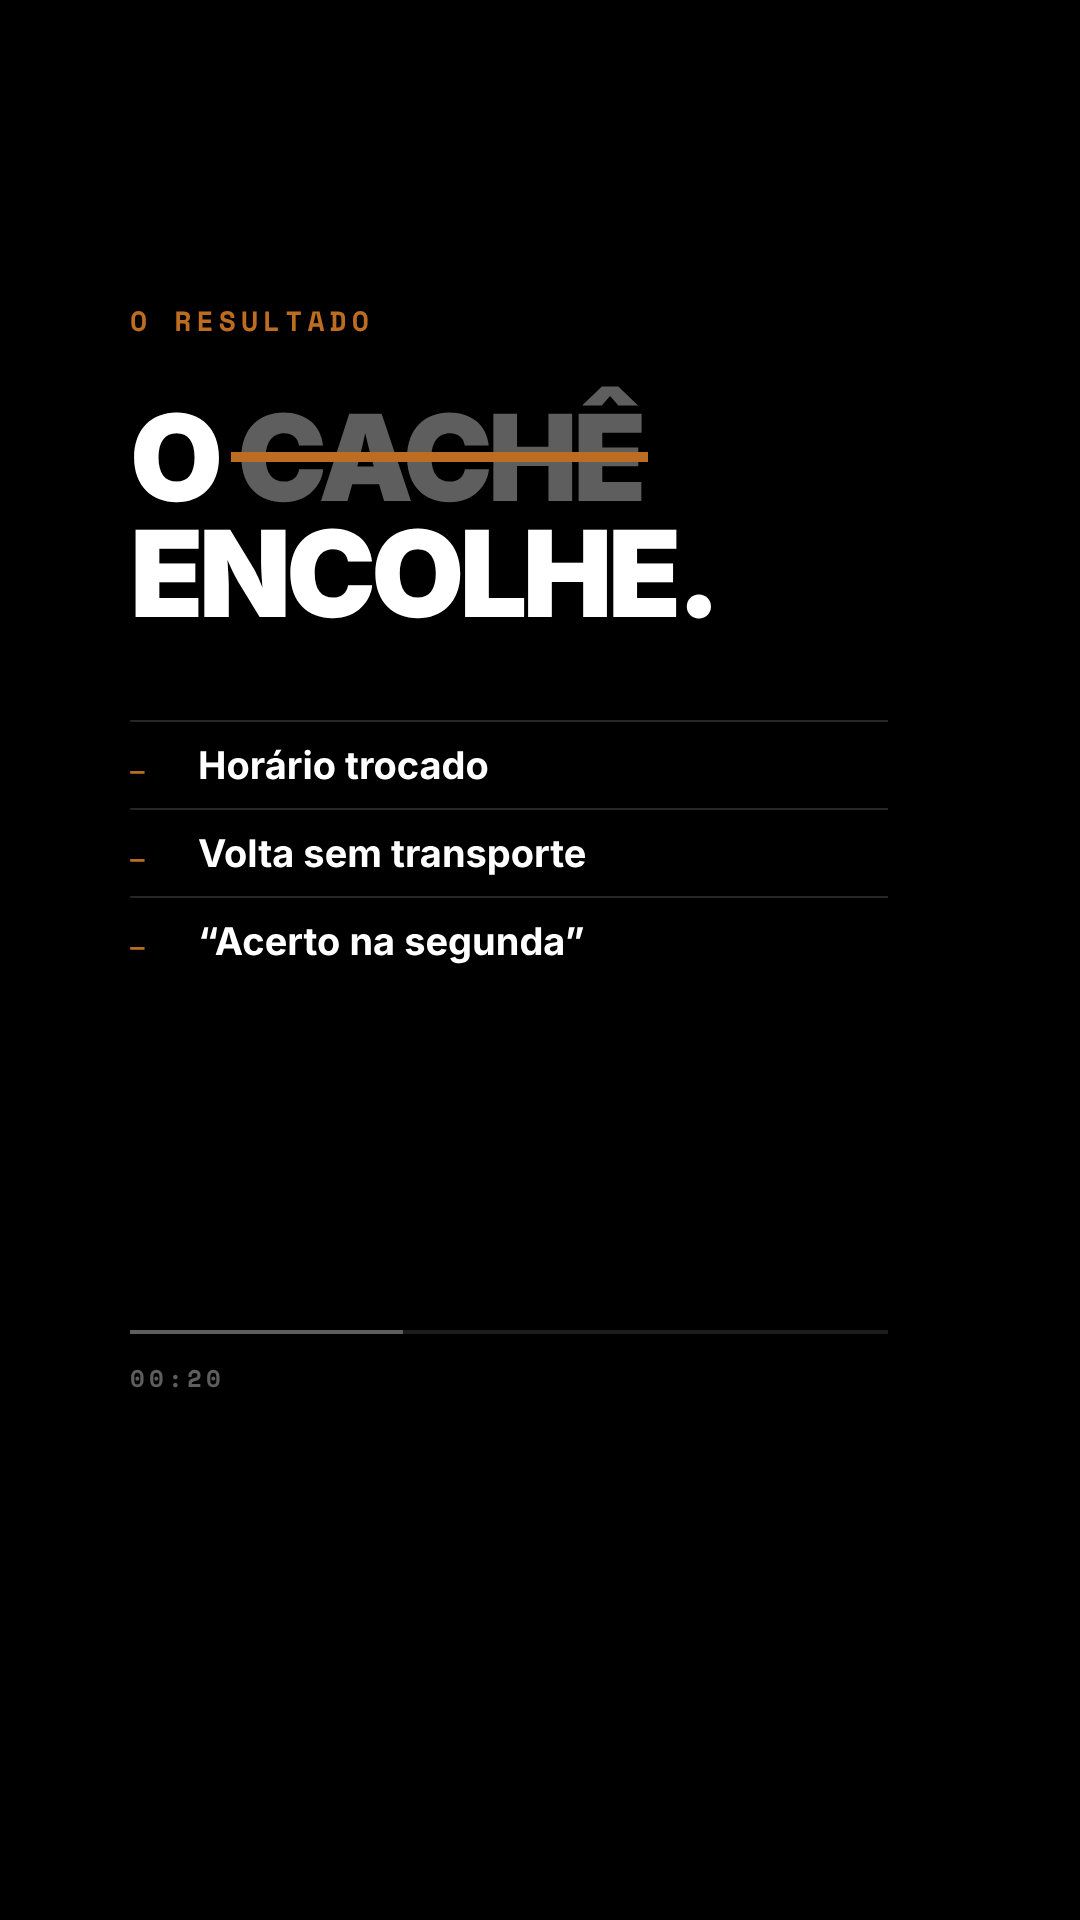 O RESULTADO
O CACHÊ
ENCOLHE.
– Horário trocado
– Volta sem transporte
– “Acerto na segunda”
00:20